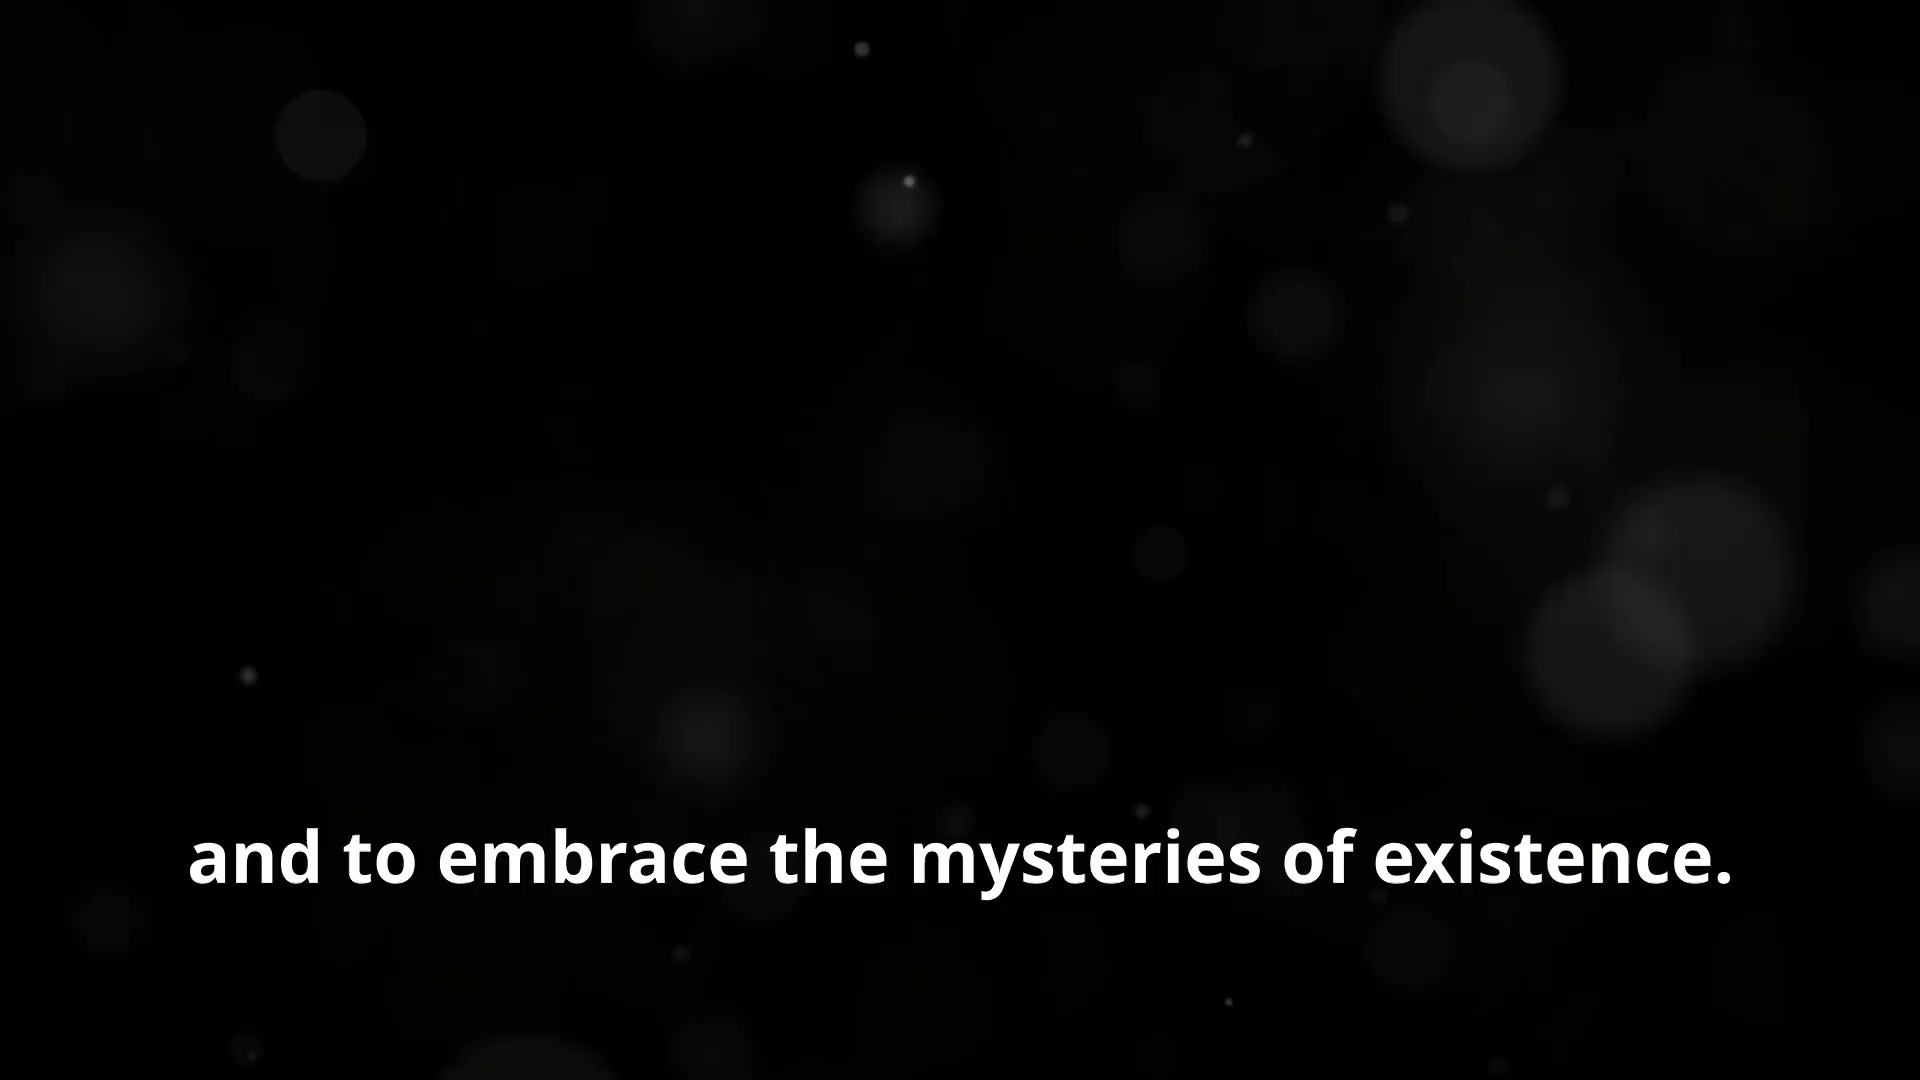 and to embrace the mysteries of existence.